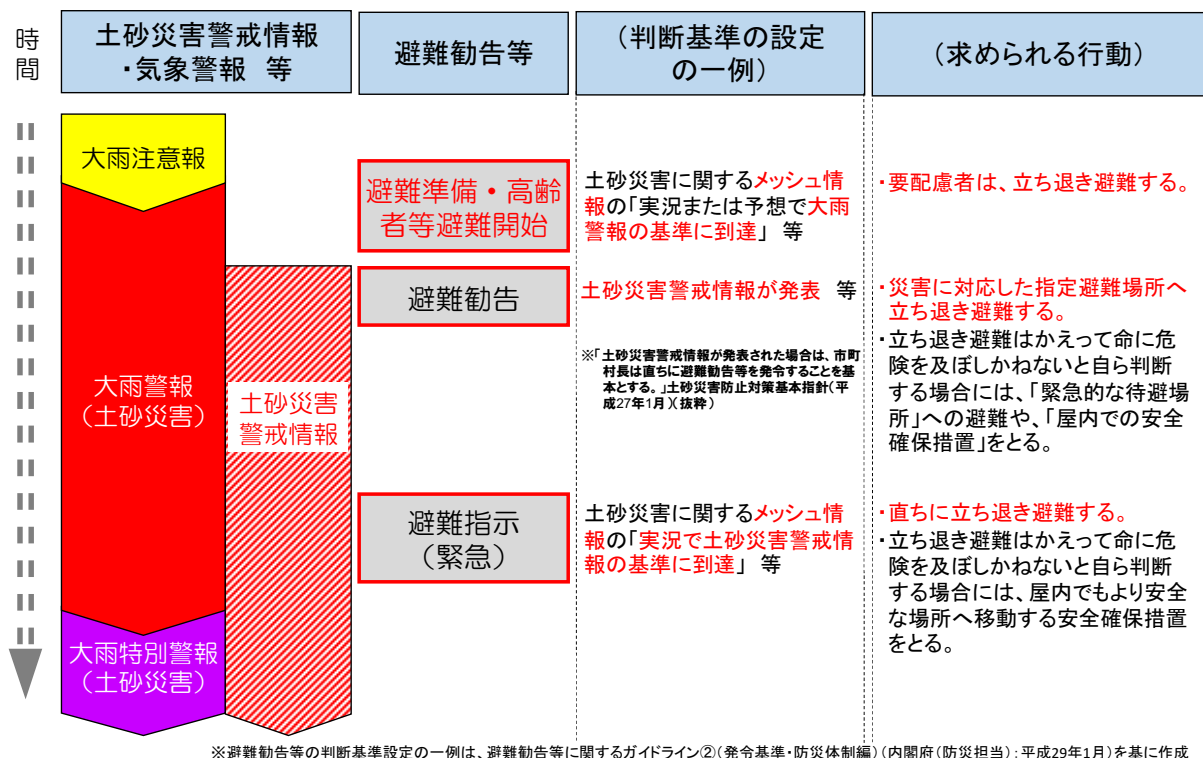 時
間
土砂災害警戒情報
・気象警報 等
避難勧告等
(判断基準の設定
の一例)
(求められる行動)
大雨注意報
大雨警報
(土砂災害)
大雨特別警報
(土砂災害)
土砂災害
警戒情報
避難準備・高齢
者等避難開始
土砂災害に関するメッシュ情
報の「実況または予想で大雨
警報の基準に到達」 等
・要配慮者は、立ち退き避難する。
避難勧告
土砂災害警戒情報が発表 等
※「土砂災害警戒情報が発表された場合は、市町
村長は直ちに避難勧告等を発令することを基
本とする。」土砂災害防止対策基本指針(平
成27年1月)(抜粋)
・災害に対応した指定避難場所へ
立ち退き避難する。
・立ち退き避難はかえって命に危
険を及ぼしかねないと自ら判断
する場合には、「緊急的な待避場
所」への避難や、「屋内での安全
確保措置」をとる。
避難指示
(緊急)
土砂災害に関するメッシュ情
報の「実況で土砂災害警戒情
報の基準に到達」 等
・直ちに立ち退き避難する。
・立ち退き避難はかえって命に危
険を及ぼしかねないと自ら判断
する場合には、屋内でもより安全
な場所へ移動する安全確保措置
をとる。
※避難勧告等の判断基準設定の一例は、避難勧告等に関するガイドライン②(発令基準・防災体制編)(内閣府(防災担当):平成29年1月)を基に作成